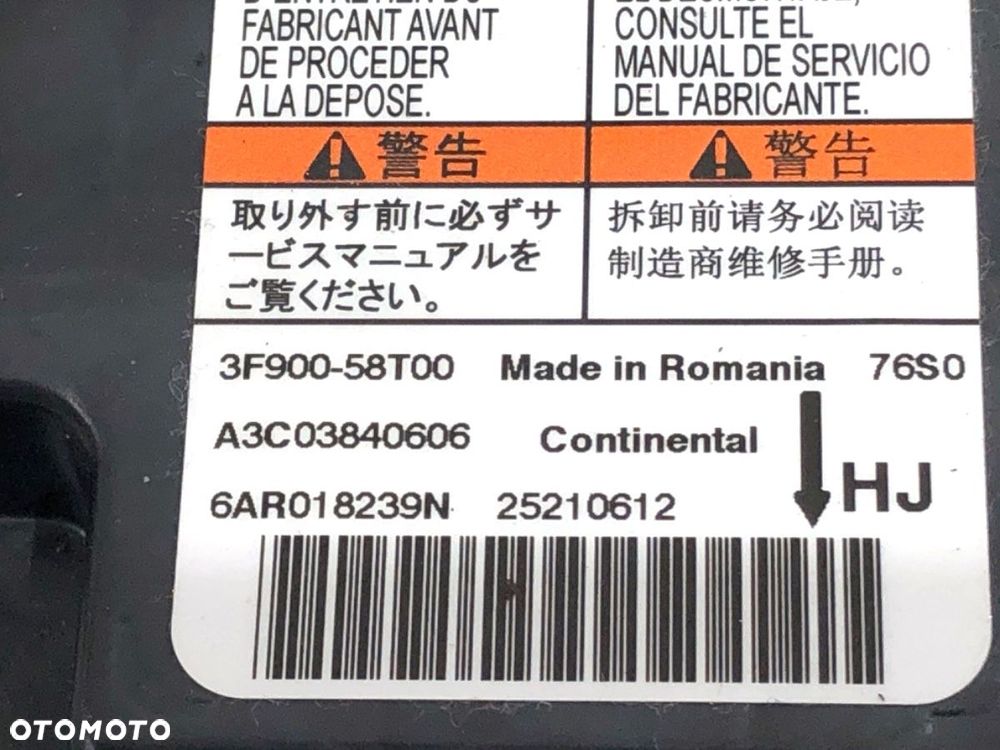 D'ENTRETIEN DU
FABRICANT AVANT
DE PROCEDER
A LA DEPOSE.
CONSULTE EL
MANUAL DE SERVICIO
DEL FABRICANTE.
警告
警告
取り外す前に必ずサ
ービスマニュアルを
ご覧ください。
拆卸前请务必阅读
制造商维修手册。
3F900-58T00 Made in Romania 76S0
A3C03840606 Continental
6AR018239N 25210612
HJ
OTOMOTO